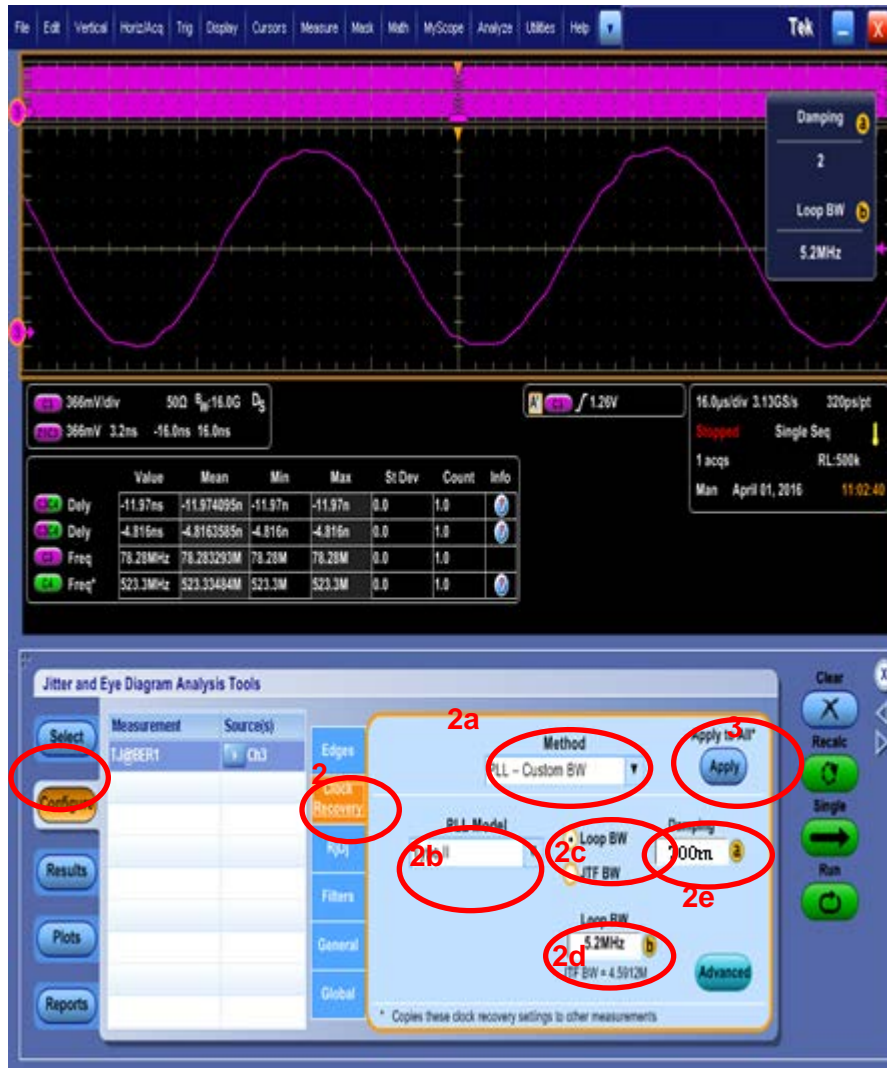 File Edit Vertical Horiz/Acq Trig Display Cursors Measure Mask Math MyScope Analyze Utilities Help Tek X
Damping a
2
Loop BW b
5.2MHz
C3 366mV/div 50Ω BW:16.0G
366mV 3.2ns -16.0ns 16.0ns
A' C3 1.26V
16.0µs/div 3.13GS/s 320ps/pt
Stopped Single Seq
1 acqs RL:500k
Man April 01, 2016 11:02:40
Value Mean Min Max St Dev Count Info
Dely -11.97ns -11.974095n -11.97n -11.97n 0.0 1.0
Dely -4.816ns -4.8163585n -4.816n -4.816n 0.0 1.0
C3 Freq 78.28MHz 78.283293M 78.28M 78.28M 0.0 1.0
C4 Freq* 523.3MHz 523.33484M 523.3M 523.3M 0.0 1.0
Jitter and Eye Diagram Analysis Tools
Clear
X
Recalc
Single
Run
Select
Configure
Results
Plots
Reports
Measurement Source(s)
TJ@BER1 Ch3
Edges
2
Clock
Recovery
RjDj
Filters
General
Global
2a
Method
PLL – Custom BW
3
Apply to All*
Apply
PLL Model
2b
2c
Loop BW
JTF BW
Damping
700m a
2e
Loop BW
5.2MHz b
2d
JTF BW = 4.5912M
Advanced
* Copies these clock recovery settings to other measurements